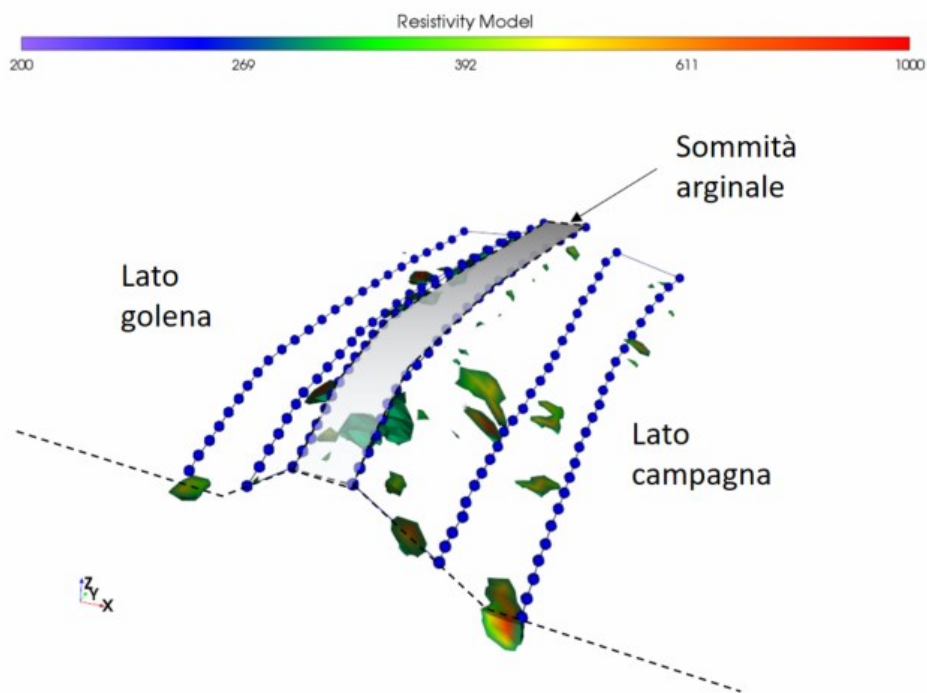 Resistivity Model
200 269 392 611 1000
Sommità
arginale
Lato
golena
Lato
campagna
Z
Y
X